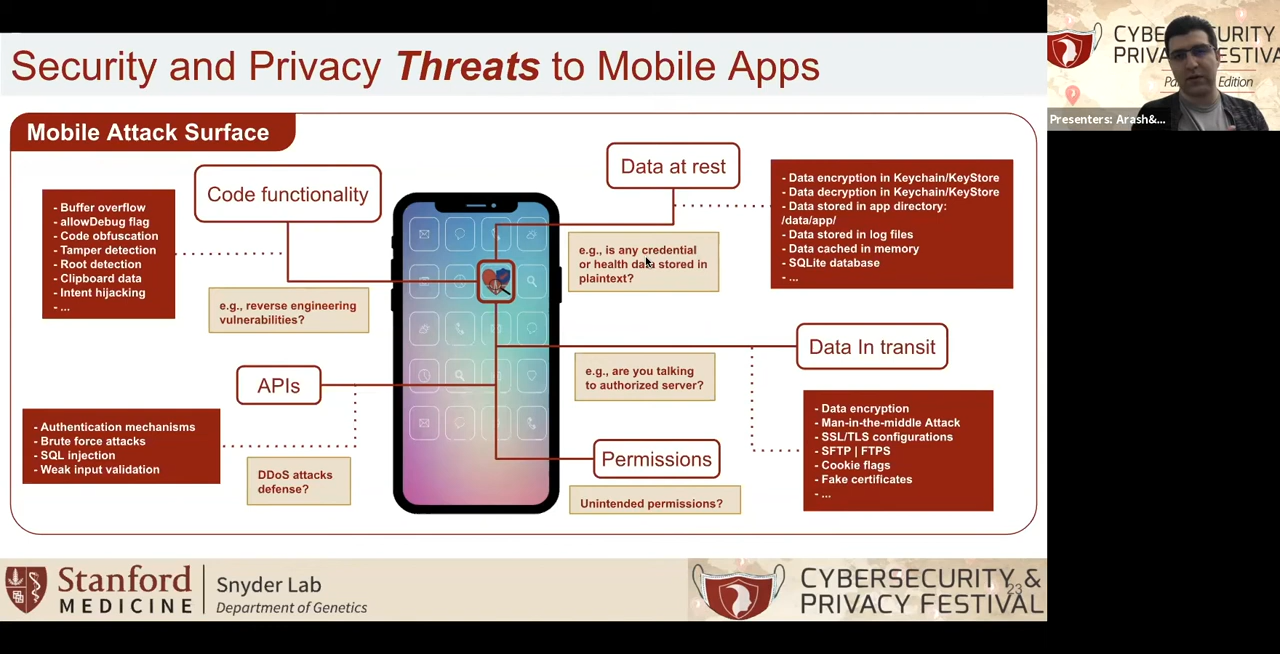 Security and Privacy Threats to Mobile Apps
Mobile Attack Surface
Code functionality
- Buffer overflow
- allowDebug flag
- Code obfuscation
- Tamper detection
- Root detection
- Clipboard data
- Intent hijacking
- ...
e.g., reverse engineering
vulnerabilities?
APIs
- Authentication mechanisms
- Brute force attacks
- SQL injection
- Weak input validation
DDoS attacks
defense?
Data at rest
- Data encryption in Keychain/KeyStore
- Data decryption in Keychain/KeyStore
- Data stored in app directory:
/data/app/
- Data stored in log files
- Data cached in memory
- SQLite database
- ...
e.g., is any credential
or health data stored in
plaintext?
Data In transit
e.g., are you talking
to authorized server?
- Data encryption
- Man-in-the-middle Attack
- SSL/TLS configurations
- SFTP | FTPS
- Cookie flags
- Fake certificates
- ...
Permissions
Unintended permissions?
Stanford
MEDICINE
Snyder Lab
Department of Genetics
CYBERSECURITY &
PRIVACY FESTIVAL
23
Presenters: Arash&...